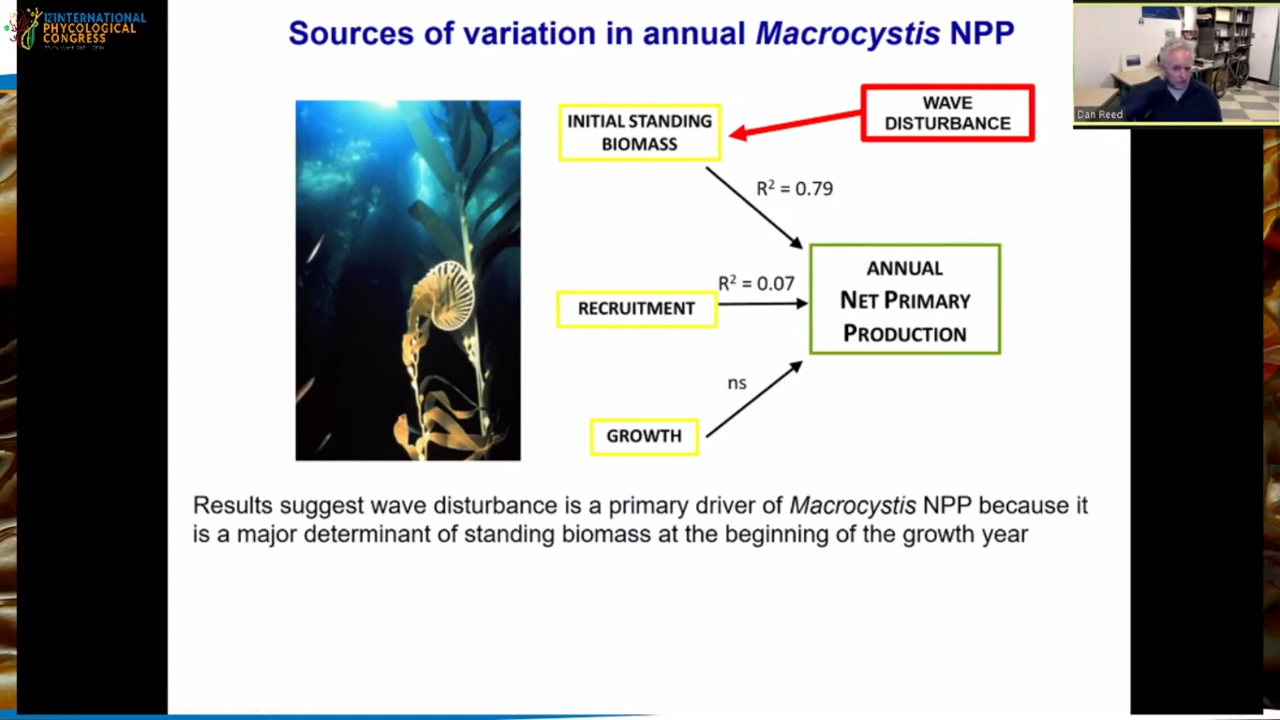 12th INTERNATIONAL
PHYCOLOGICAL
CONGRESS
Sources of variation in annual Macrocystis NPP
Dan Reed
INITIAL STANDING
BIOMASS
WAVE
DISTURBANCE
R² = 0.79
ANNUAL
NET PRIMARY
PRODUCTION
R² = 0.07
RECRUITMENT
ns
GROWTH
Results suggest wave disturbance is a primary driver of Macrocystis NPP because it
is a major determinant of standing biomass at the beginning of the growth year